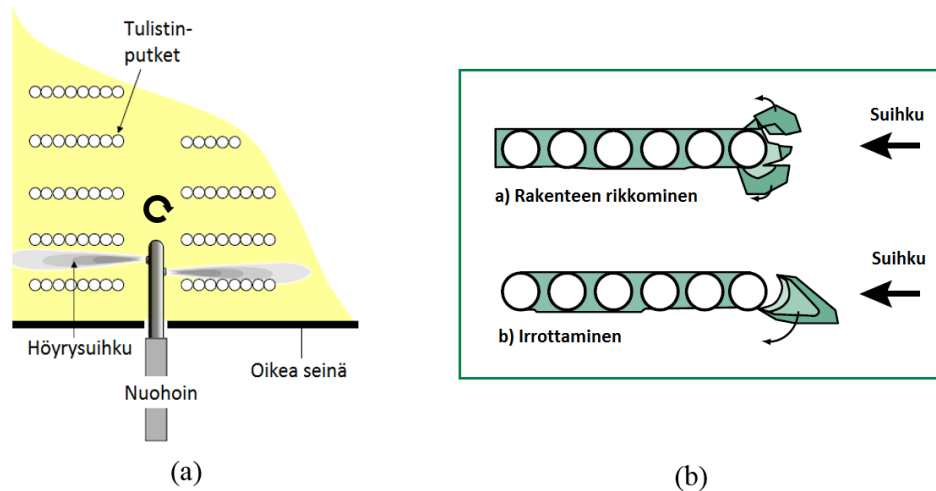 Tulistin-
putket
Höyrysuihku
Oikea seinä
Nuohoin
(a)
Suihku
a) Rakenteen rikkominen
Suihku
b) Irrottaminen
(b)